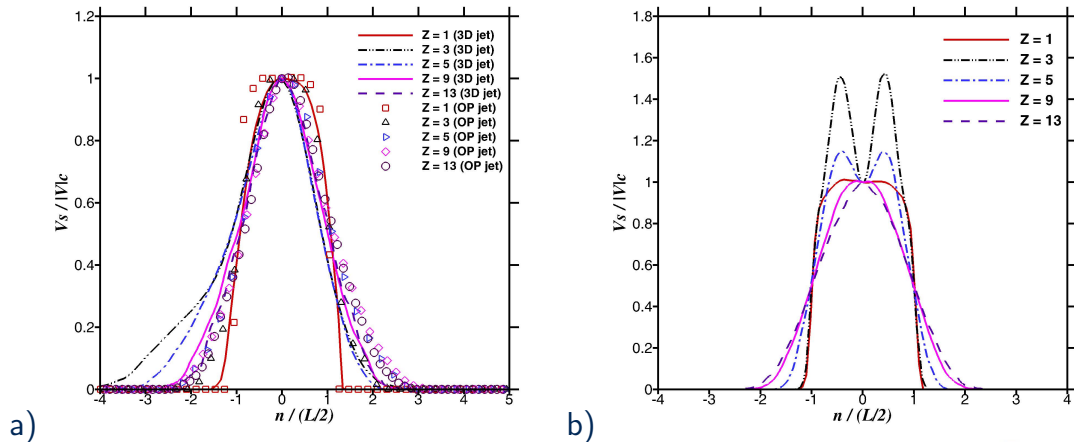 1.2
1
0.8
0.6
0.4
0.2
0
Vs / |V|c
-4 -3 -2 -1 0 1 2 3 4 5
n / (L/2)
Z = 1 (3D jet)
Z = 3 (3D jet)
Z = 5 (3D jet)
Z = 9 (3D jet)
Z = 13 (3D jet)
Z = 1 (OP jet)
Z = 3 (OP jet)
Z = 5 (OP jet)
Z = 9 (OP jet)
Z = 13 (OP jet)
a)
1.8
1.6
1.4
1.2
1
0.8
0.6
0.4
0.2
0
Vs / |V|c
-4 -3 -2 -1 0 1 2 3 4
n / (L/2)
Z = 1
Z = 3
Z = 5
Z = 9
Z = 13
b)